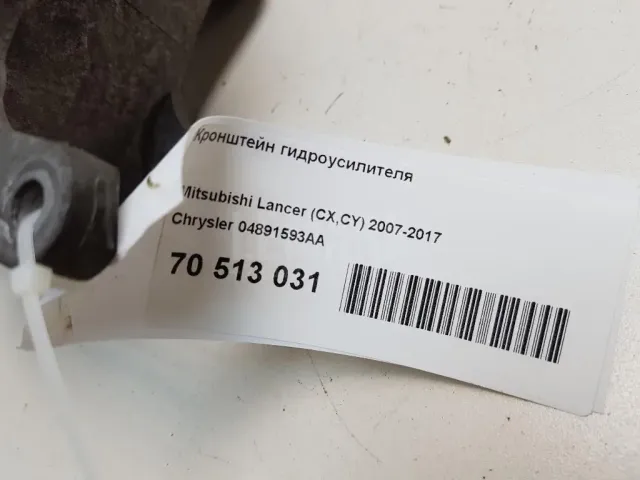 Кронштейн гидроусилителя
Mitsubishi Lancer (CX,CY) 2007-2017
Chrysler 04891593AA
70 513 031